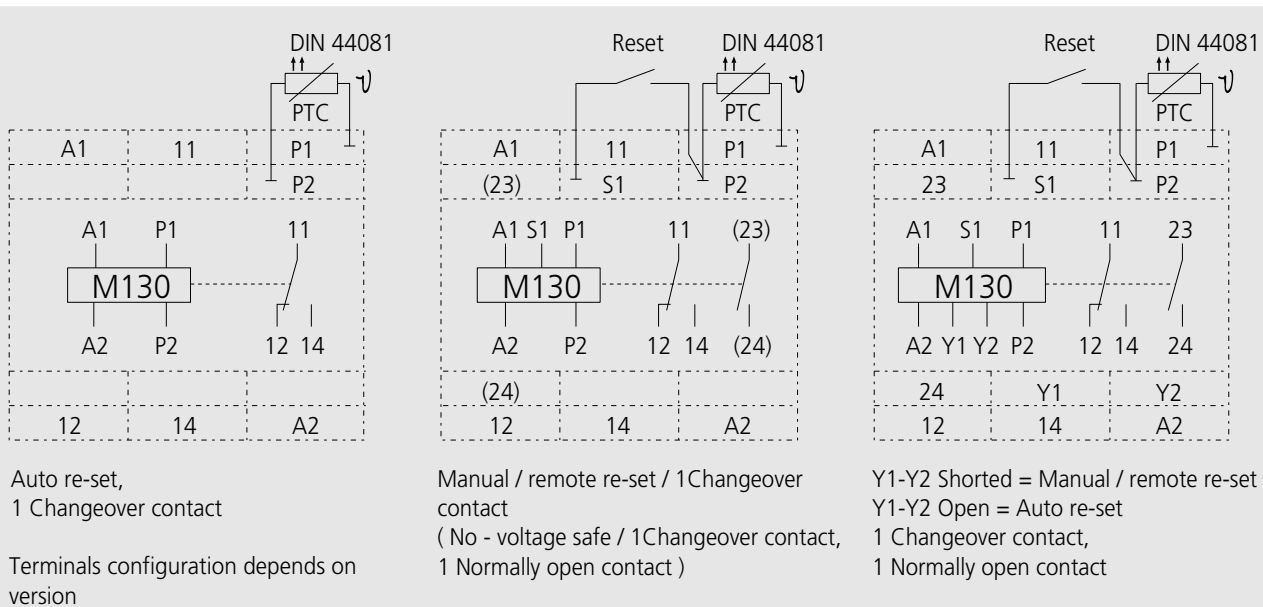 DIN 44081
ϑ
PTC
A1 11 P1
P2
A1 P1 11
M130
A2 P2 12 14
12 14 A2
Auto re-set,
1 Changeover contact
Terminals configuration depends on
version
Reset DIN 44081
ϑ
PTC
A1 11 P1
(23) S1 P2
A1 S1 P1 11 (23)
M130
A2 P2 12 14 (24)
(24)
12 14 A2
Manual / remote re-set / 1Changeover
contact
( No - voltage safe / 1Changeover contact,
1 Normally open contact )
Reset DIN 44081
ϑ
PTC
A1 11 P1
23 S1 P2
A1 S1 P1 11 23
M130
A2 Y1 Y2 P2 12 14 24
24 Y1 Y2
12 14 A2
Y1-Y2 Shorted = Manual / remote re-set
Y1-Y2 Open = Auto re-set
1 Changeover contact,
1 Normally open contact